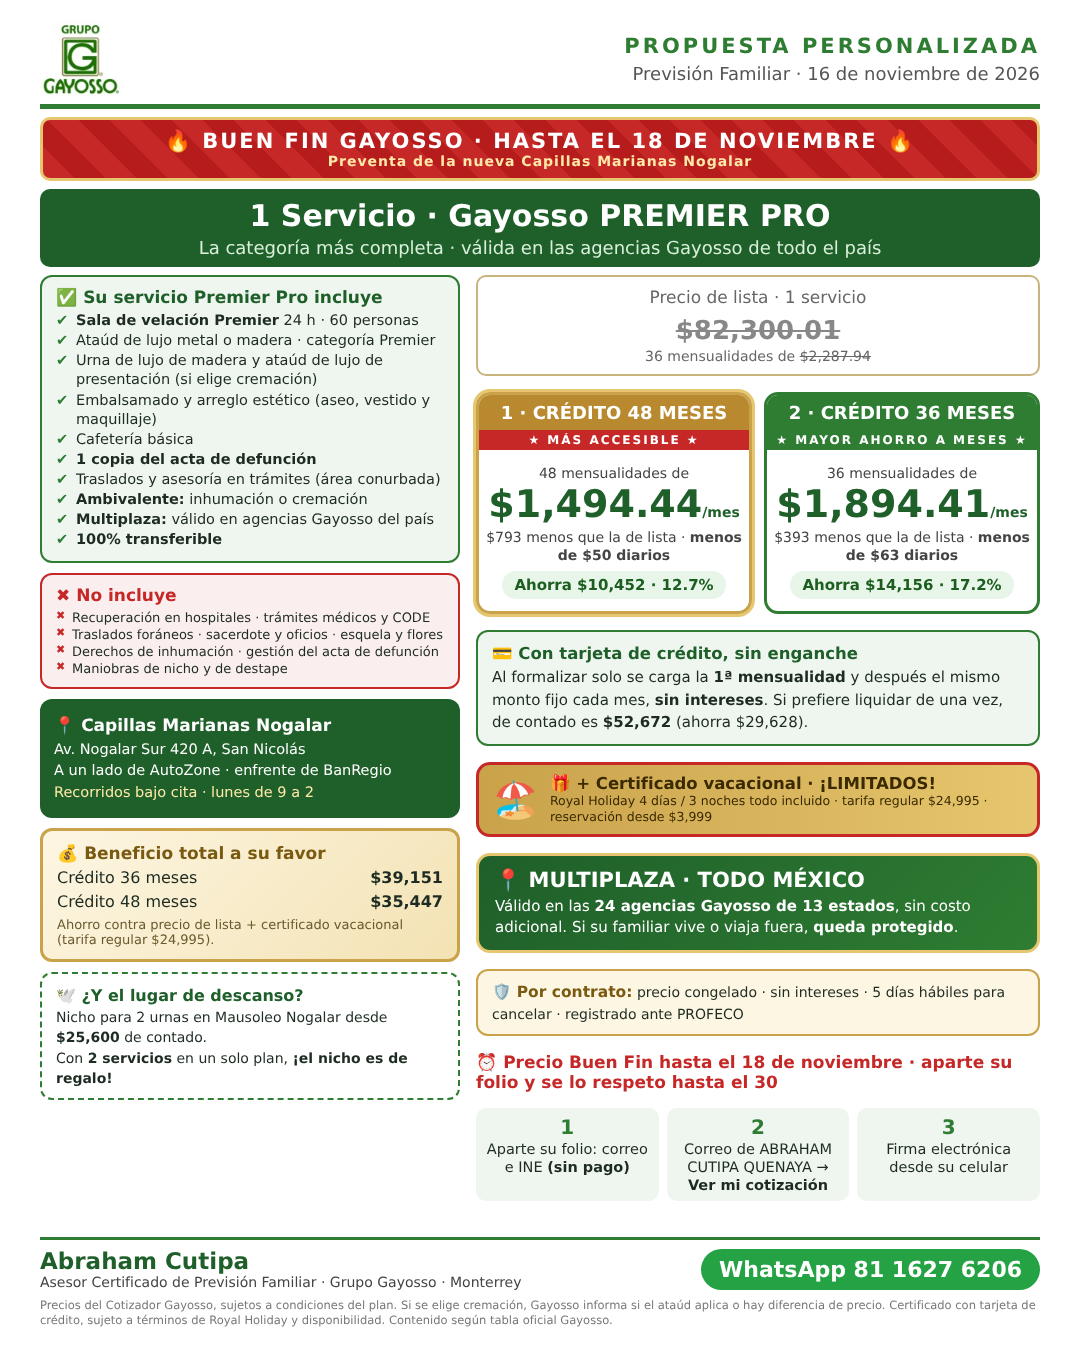 GRUPO
GAYOSSO
PROPUESTA PERSONALIZADA
Previsión Familiar · 16 de noviembre de 2026
🔥 BUEN FIN GAYOSSO · HASTA EL 18 DE NOVIEMBRE 🔥
Preventa de la nueva Capillas Marianas Nogalar
1 Servicio · Gayosso PREMIER PRO
La categoría más completa · válida en las agencias Gayosso de todo el país
✅ Su servicio Premier Pro incluye
✔ Sala de velación Premier 24 h · 60 personas
✔ Ataúd de lujo metal o madera · categoría Premier
✔ Urna de lujo de madera y ataúd de lujo de
presentación (si elige cremación)
✔ Embalsamado y arreglo estético (aseo, vestido y
maquillaje)
✔ Cafetería básica
✔ 1 copia del acta de defunción
✔ Traslados y asesoría en trámites (área conurbada)
✔ Ambivalente: inhumación o cremación
✔ Multiplaza: válido en agencias Gayosso del país
✔ 100% transferible
✖ No incluye
✖ Recuperación en hospitales · trámites médicos y CODE
✖ Traslados foráneos · sacerdote y oficios · esquela y flores
✖ Derechos de inhumación · gestión del acta de defunción
✖ Maniobras de nicho y de destape
📍 Capillas Marianas Nogalar
Av. Nogalar Sur 420 A, San Nicolás
A un lado de AutoZone · enfrente de BanRegio
Recorridos bajo cita · lunes de 9 a 2
💰 Beneficio total a su favor
Crédito 36 meses $39,151
Crédito 48 meses $35,447
Ahorro contra precio de lista + certificado vacacional
(tarifa regular $24,995).
🕊️ ¿Y el lugar de descanso?
Nicho para 2 urnas en Mausoleo Nogalar desde
$25,600 de contado.
Con 2 servicios en un solo plan, ¡el nicho es de
regalo!
Precio de lista · 1 servicio
$82,300.01
36 mensualidades de $2,287.94
1 · CRÉDITO 48 MESES
★ MÁS ACCESIBLE ★
48 mensualidades de
$1,494.44/mes
$793 menos que la de lista · menos
de $50 diarios
Ahorra $10,452 · 12.7%
2 · CRÉDITO 36 MESES
★ MAYOR AHORRO A MESES ★
36 mensualidades de
$1,894.41/mes
$393 menos que la de lista · menos
de $63 diarios
Ahorra $14,156 · 17.2%
💳 Con tarjeta de crédito, sin enganche
Al formalizar solo se carga la 1ª mensualidad y después el mismo
monto fijo cada mes, sin intereses. Si prefiere liquidar de una vez,
de contado es $52,672 (ahorra $29,628).
🏖️ 🎁 + Certificado vacacional · ¡LIMITADOS!
Royal Holiday 4 días / 3 noches todo incluido · tarifa regular $24,995 ·
reservación desde $3,999
📍 MULTIPLAZA · TODO MÉXICO
Válido en las 24 agencias Gayosso de 13 estados, sin costo
adicional. Si su familiar vive o viaja fuera, queda protegido.
🛡️ Por contrato: precio congelado · sin intereses · 5 días hábiles para
cancelar · registrado ante PROFECO
⏰ Precio Buen Fin hasta el 18 de noviembre · aparte su
folio y se lo respeto hasta el 30
1
Aparte su folio: correo
e INE (sin pago)
2
Correo de ABRAHAM
CUTIPA QUENAYA →
Ver mi cotización
3
Firma electrónica
desde su celular
Abraham Cutipa
Asesor Certificado de Previsión Familiar · Grupo Gayosso · Monterrey
WhatsApp 81 1627 6206
Precios del Cotizador Gayosso, sujetos a condiciones del plan. Si se elige cremación, Gayosso informa si el ataúd aplica o hay diferencia de precio. Certificado con tarjeta de
crédito, sujeto a términos de Royal Holiday y disponibilidad. Contenido según tabla oficial Gayosso.